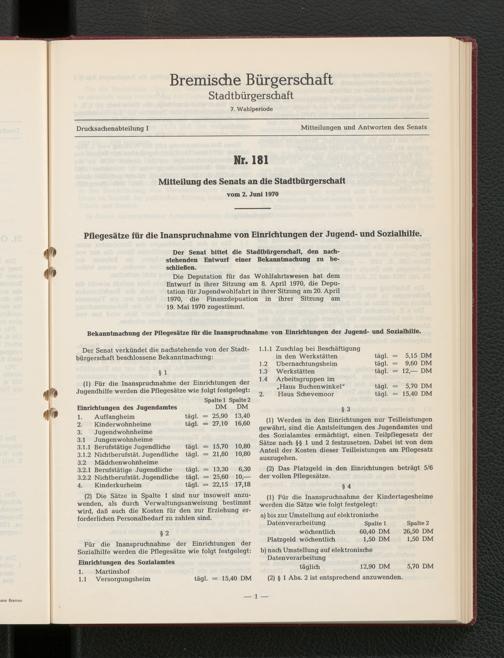 Bremische Bürgerschaft
Stadtbürgerschaft
7. Wahlperiode
Drucksachenabteilung I
Mitteilungen und Antworten des Senats
Nr. 181
Mitteilung des Senats an die Stadtbürgerschaft
vom 2. Juni 1970
Pflegesätze für die Inanspruchnahme von Einrichtungen der Jugend- und Sozialhilfe.
Der Senat bittet die Stadtbürgerschaft, den nach-
stehenden Entwurf einer Bekanntmachung zu be-
schließen.
Die Deputation für das Wohlfahrtswesen hat dem
Entwurf in ihrer Sitzung am 8. April 1970, die Depu-
tation für Jugendwohlfahrt in ihrer Sitzung am 20. April
1970, die Finanzdeputation in ihrer Sitzung am
19. Mai 1970 zugestimmt.
Bekanntmachung der Pflegesätze für die Inanspruchnahme von Einrichtungen der Jugend- und Sozialhilfe.
Der Senat verkündet die nachstehende von der Stadt-
bürgerschaft beschlossene Bekanntmachung:
§ 1
(1) Für die Inanspruchnahme der Einrichtungen der
Jugendhilfe werden die Pflegesätze wie folgt festgelegt:
Spalte 1 Spalte 2
Einrichtungen des Jugendamtes DM DM
1. Auffangheim tägl. = 25,90 13,40
2. Kinderwohnheime tägl. = 27,10 16,60
3. Jugendwohnheime
3.1 Jungenwohnheime
3.1.1 Berufstätige Jugendliche tägl. = 15,70 10,80
3.1.2 Nichtberufstät. Jugendliche tägl. = 21,80 10,80
3.2 Mädchenwohnheime
3.2.1 Berufstätige Jugendliche tägl. = 13,30 6,30
3.2.2 Nichtberufstät. Jugendliche tägl. = 25,60 10,—
4. Kinderkurheim tägl. = 22,15 17,18
(2) Die Sätze in Spalte 1 sind nur insoweit anzu-
wenden, als durch Verwaltungsanweisung bestimmt
wird, daß auch die Kosten für den zur Erziehung er-
forderlichen Personalbedarf zu zahlen sind.
§ 2
Für die Inanspruchnahme der Einrichtungen der
Sozialhilfe werden die Pflegesätze wie folgt festgelegt:
Einrichtungen des Sozialamtes
1. Martinshof
1.1 Versorgungsheim tägl. = 15,40 DM
1.1.1 Zuschlag bei Beschäftigung
in den Werkstätten tägl. = 5,15 DM
1.2 Übernachtungsheim tägl. = 9,60 DM
1.3 Werkstätten tägl. = 12,— DM
1.4 Arbeitsgruppen im
„Haus Buchenwinkel" tägl. = 5,70 DM
2. Haus Schevemoor tägl. = 15,40 DM
§ 3
(1) Werden in den Einrichtungen nur Teilleistungen
gewährt, sind die Amtsleitungen des Jugendamtes und
des Sozialamtes ermächtigt, einen Teilpflegesatz der
Sätze nach §§ 1 und 2 festzusetzen. Dabei ist von dem
Anteil der Kosten dieser Teilleistungen am Pflegesatz
auszugehen.
(2) Das Platzgeld in den Einrichtungen beträgt 5/6
der vollen Pflegesätze.
§ 4
(1) Für die Inanspruchnahme der Kindertagesheime
werden die Sätze wie folgt festgelegt:
a) bis zur Umstellung auf elektronische
Datenverarbeitung Spalte 1 Spalte 2
wöchentlich 60,40 DM 26,50 DM
Platzgeld wöchentlich 1,50 DM 1,50 DM
b) nach Umstellung auf elektronische
Datenverarbeitung
täglich 12,90 DM 5,70 DM
(2) § 1 Abs. 2 ist entsprechend anzuwenden.
— 1 —